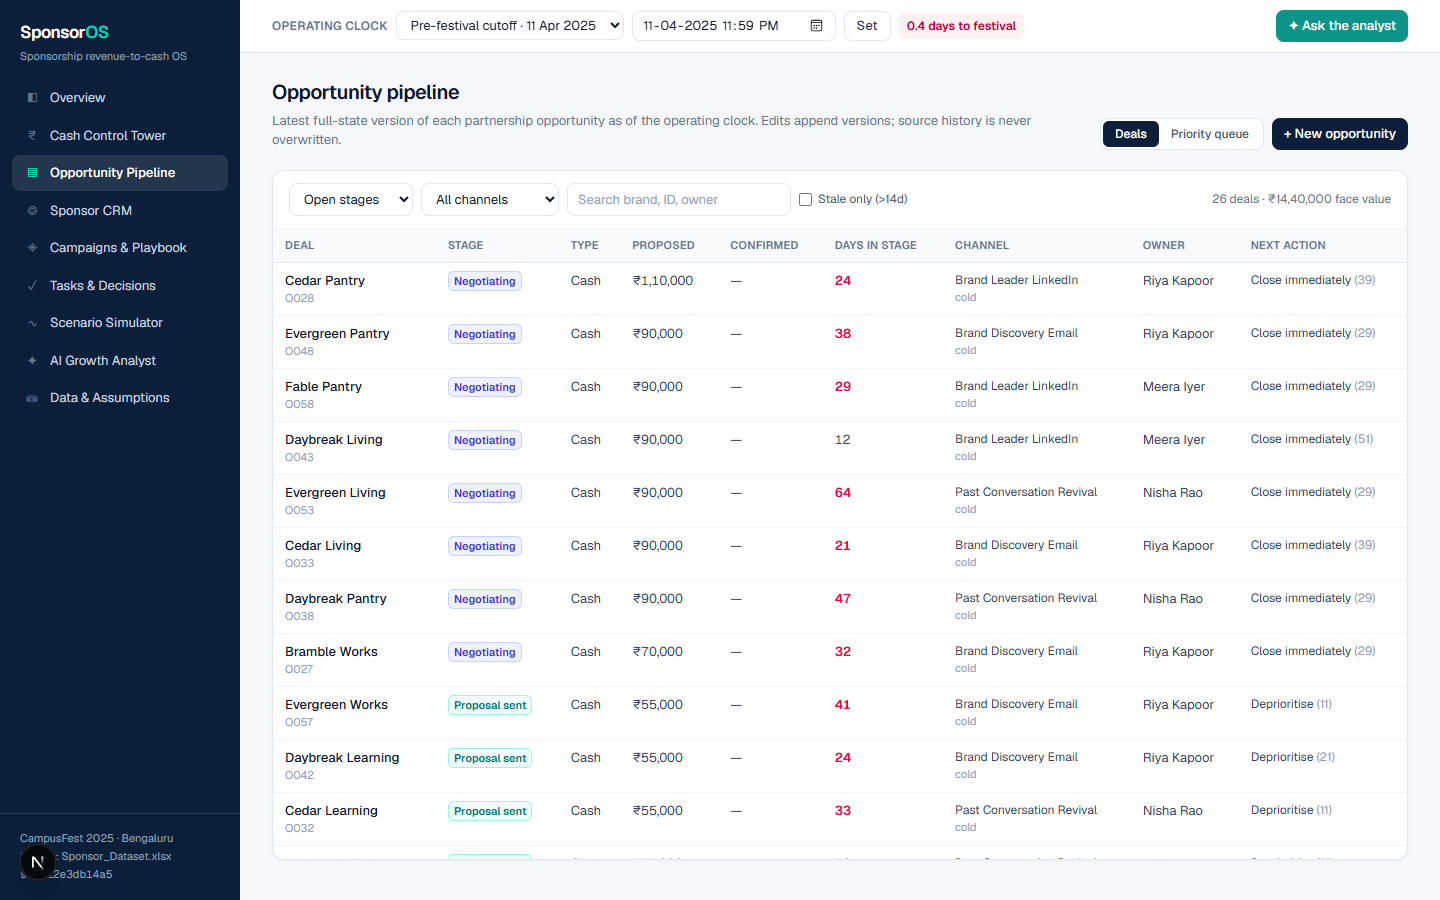 SponsorOS
Sponsorship revenue-to-cash OS
Overview
₹ Cash Control Tower
Opportunity Pipeline
Sponsor CRM
Campaigns & Playbook
✓ Tasks & Decisions
Scenario Simulator
AI Growth Analyst
Data & Assumptions
CampusFest 2025 · Bengaluru
: Sponsor_Dataset.xlsx
2e3db14a5
N
OPERATING CLOCK
Pre-festival cutoff · 11 Apr 2025
11-04-2025 11:59 PM
Set
0.4 days to festival
✦ Ask the analyst
Opportunity pipeline
Latest full-state version of each partnership opportunity as of the operating clock. Edits append versions; source history is never
overwritten.
Deals
Priority queue
+ New opportunity
Open stages
All channels
Search brand, ID, owner
Stale only (>14d)
26 deals · ₹14,40,000 face value
DEAL STAGE TYPE PROPOSED CONFIRMED DAYS IN STAGE CHANNEL OWNER NEXT ACTION
Cedar Pantry Negotiating Cash ₹1,10,000 — 24 Brand Leader LinkedIn Riya Kapoor Close immediately (39)
O028 cold
Evergreen Pantry Negotiating Cash ₹90,000 — 38 Brand Discovery Email Riya Kapoor Close immediately (29)
O048 cold
Fable Pantry Negotiating Cash ₹90,000 — 29 Brand Leader LinkedIn Meera Iyer Close immediately (29)
O058 cold
Daybreak Living Negotiating Cash ₹90,000 — 12 Brand Leader LinkedIn Meera Iyer Close immediately (51)
O043 cold
Evergreen Living Negotiating Cash ₹90,000 — 64 Past Conversation Revival Nisha Rao Close immediately (29)
O053 cold
Cedar Living Negotiating Cash ₹90,000 — 21 Brand Discovery Email Riya Kapoor Close immediately (39)
O033 cold
Daybreak Pantry Negotiating Cash ₹90,000 — 47 Past Conversation Revival Nisha Rao Close immediately (29)
O038 cold
Bramble Works Negotiating Cash ₹70,000 — 32 Brand Discovery Email Riya Kapoor Close immediately (29)
O027 cold
Evergreen Works Proposal sent Cash ₹55,000 — 41 Brand Discovery Email Riya Kapoor Deprioritise (11)
O057 cold
Daybreak Learning Proposal sent Cash ₹55,000 — 24 Brand Discovery Email Riya Kapoor Deprioritise (21)
O042 cold
Cedar Learning Proposal sent Cash ₹55,000 — 33 Past Conversation Revival Nisha Rao Deprioritise (11)
O032 cold